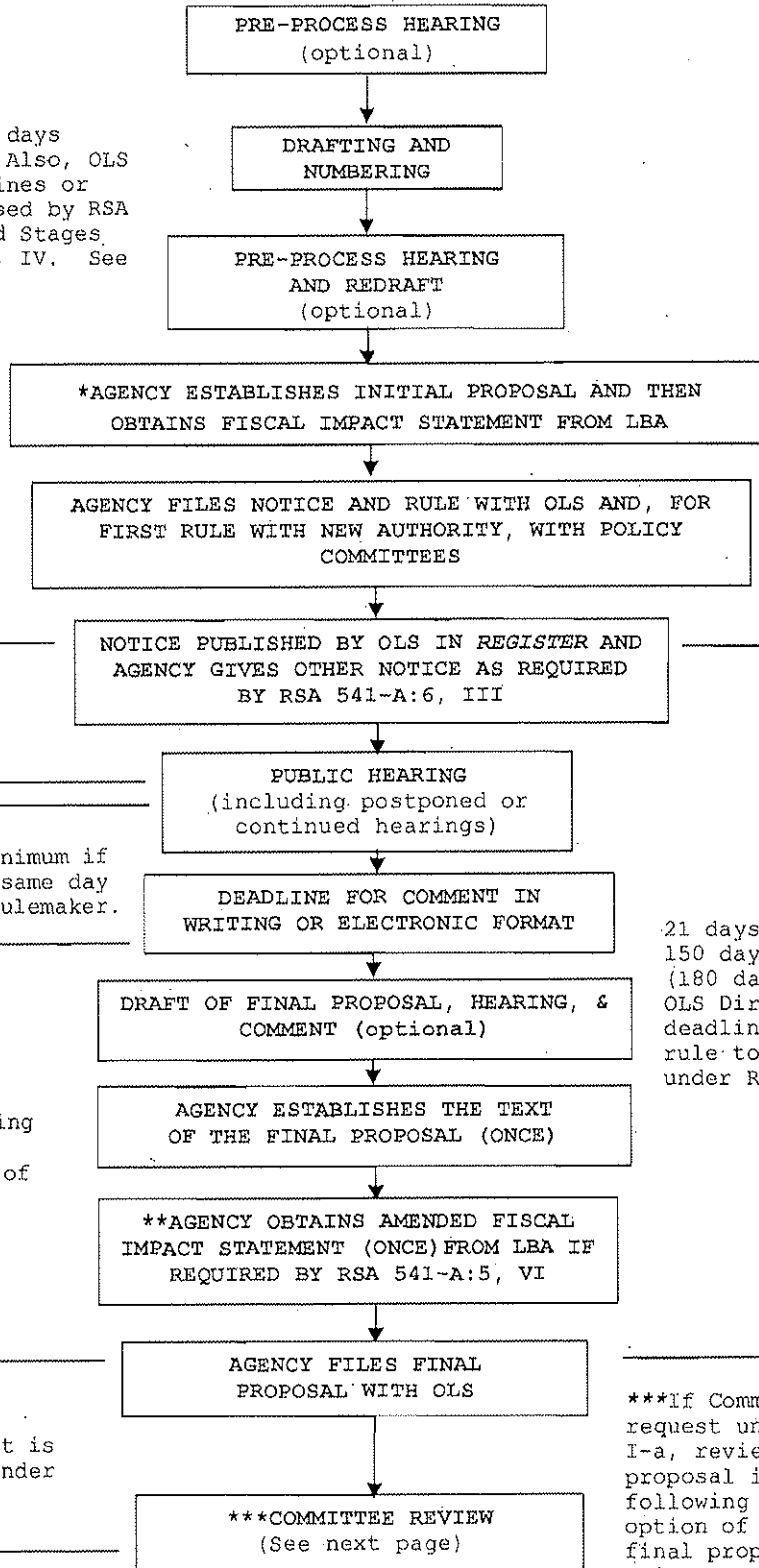 PRE-PROCESS HEARING
(optional)
days
Also, OLS
ines or
sed by RSA
d Stages
IV. See
DRAFTING AND
NUMBERING
PRE-PROCESS HEARING
AND REDRAFT
(optional)
*AGENCY ESTABLISHES INITIAL PROPOSAL AND THEN
OBTAINS FISCAL IMPACT STATEMENT FROM LBA
AGENCY FILES NOTICE AND RULE WITH OLS AND, FOR
FIRST RULE WITH NEW AUTHORITY, WITH POLICY
COMMITTEES
NOTICE PUBLISHED BY OLS IN REGISTER AND
AGENCY GIVES OTHER NOTICE AS REQUIRED
BY RSA 541-A:6, III
PUBLIC HEARING
(including postponed or
continued hearings)
nimum if
same day
ulemaker.
DEADLINE FOR COMMENT IN
WRITING OR ELECTRONIC FORMAT
21 days
150 day
(180 da
OLS Dir
deadlin
rule to
under R
DRAFT OF FINAL PROPOSAL, HEARING, &
COMMENT (optional)
ing
of
AGENCY ESTABLISHES THE TEXT
OF THE FINAL PROPOSAL (ONCE)
**AGENCY OBTAINS AMENDED FISCAL
IMPACT STATEMENT (ONCE) FROM LBA IF
REQUIRED BY RSA 541-A:5, VI
AGENCY FILES FINAL
PROPOSAL WITH OLS
t is
nder
***If Comm
request un
I-a, revie
proposal i
following
option of
final prop
***COMMITTEE REVIEW
(See next page)